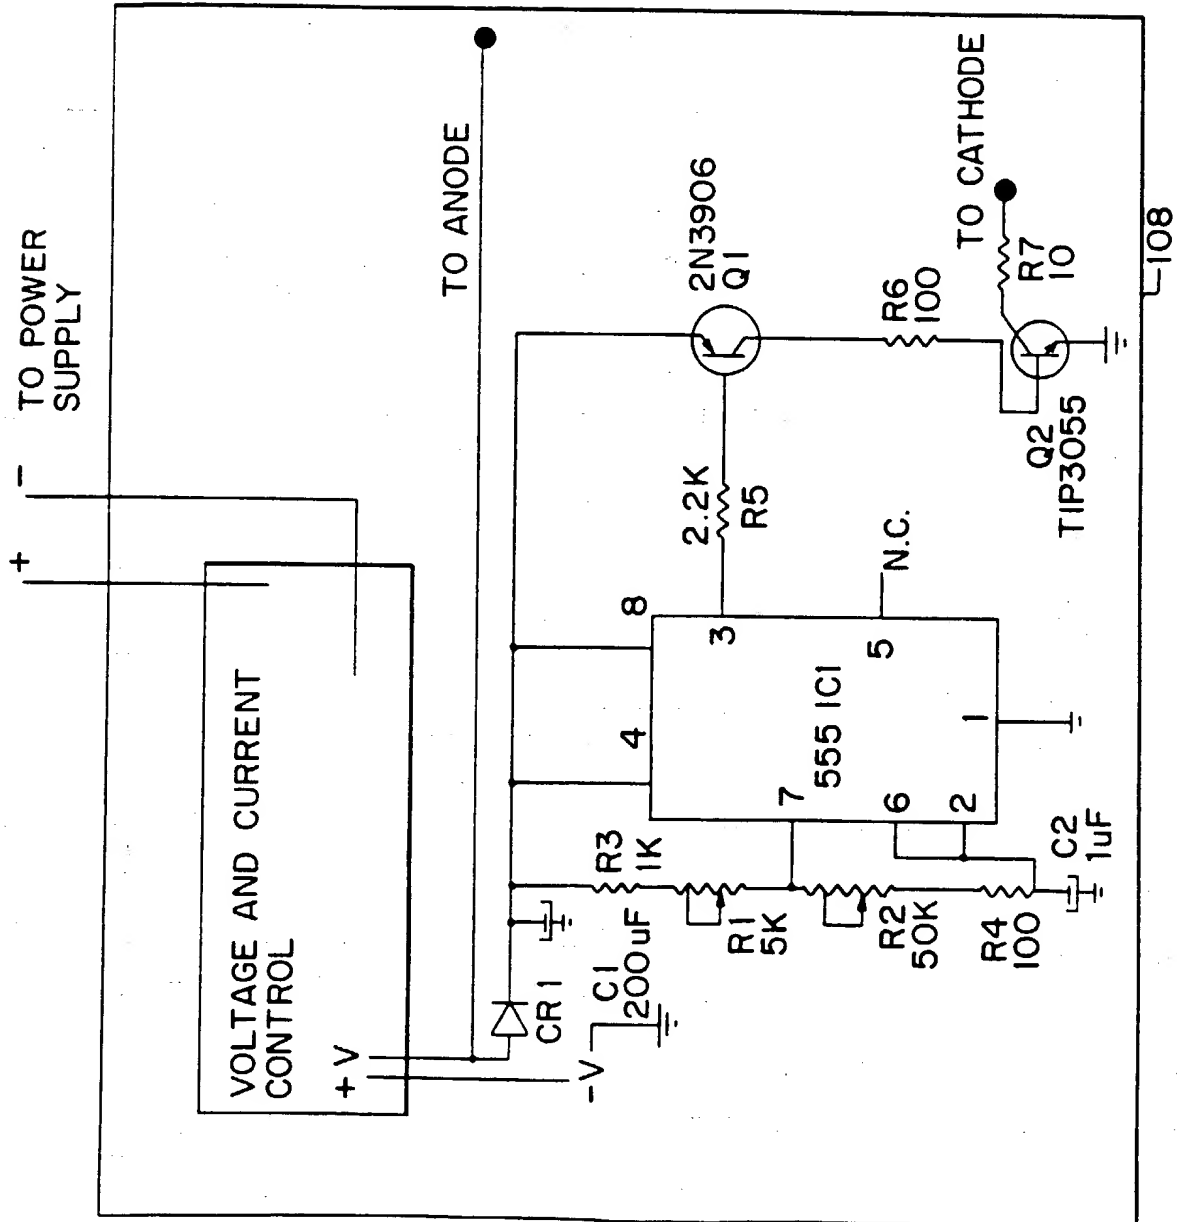 TO POWER
SUPPLY
+
-
VOLTAGE AND CURRENT
CONTROL
+ V
-V
TO ANODE
CR1
C1
200uF
R3
1K
R1
5K
R2
50K
R4
100
C2
1uF
4
8
7
3
6
5
2
1
555 IC1
N.C.
2.2K
R5
2N3906
Q1
R6
100
TO CATHODE
R7
10
Q2
TIP3055
108